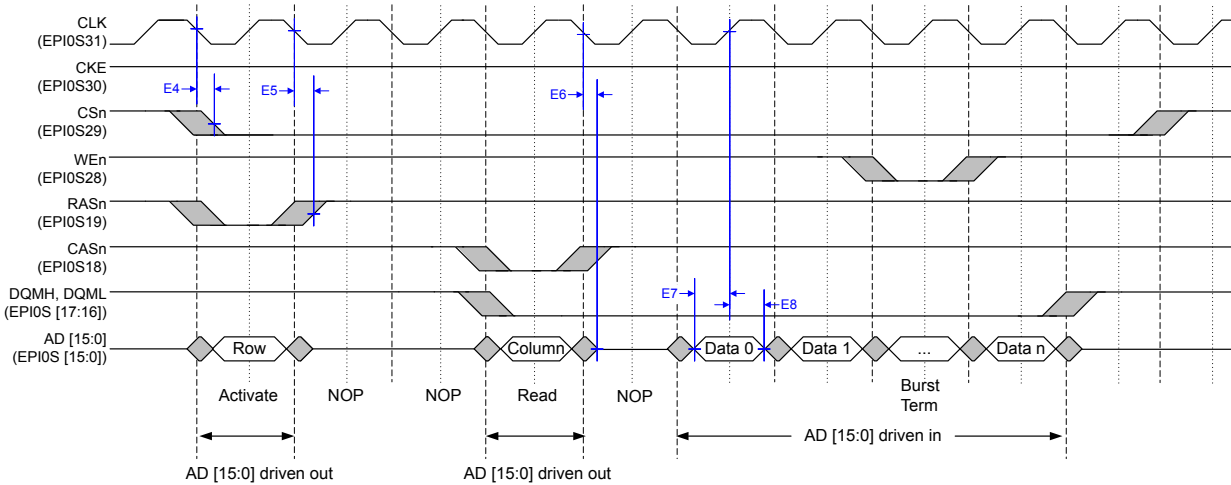 CLK
(EPI0S31)
CKE
(EPI0S30)
E4
E5
E6
CSn
(EPI0S29)
WEn
(EPI0S28)
RASn
(EPI0S19)
CASn
(EPI0S18)
DQMH, DQML
(EPI0S [17:16])
E7
E8
AD [15:0]
(EPI0S [15:0])
Row
Column
Data 0
Data 1
...
Data n
Activate
NOP
NOP
Read
NOP
Burst
Term
AD [15:0] driven in
AD [15:0] driven out
AD [15:0] driven out